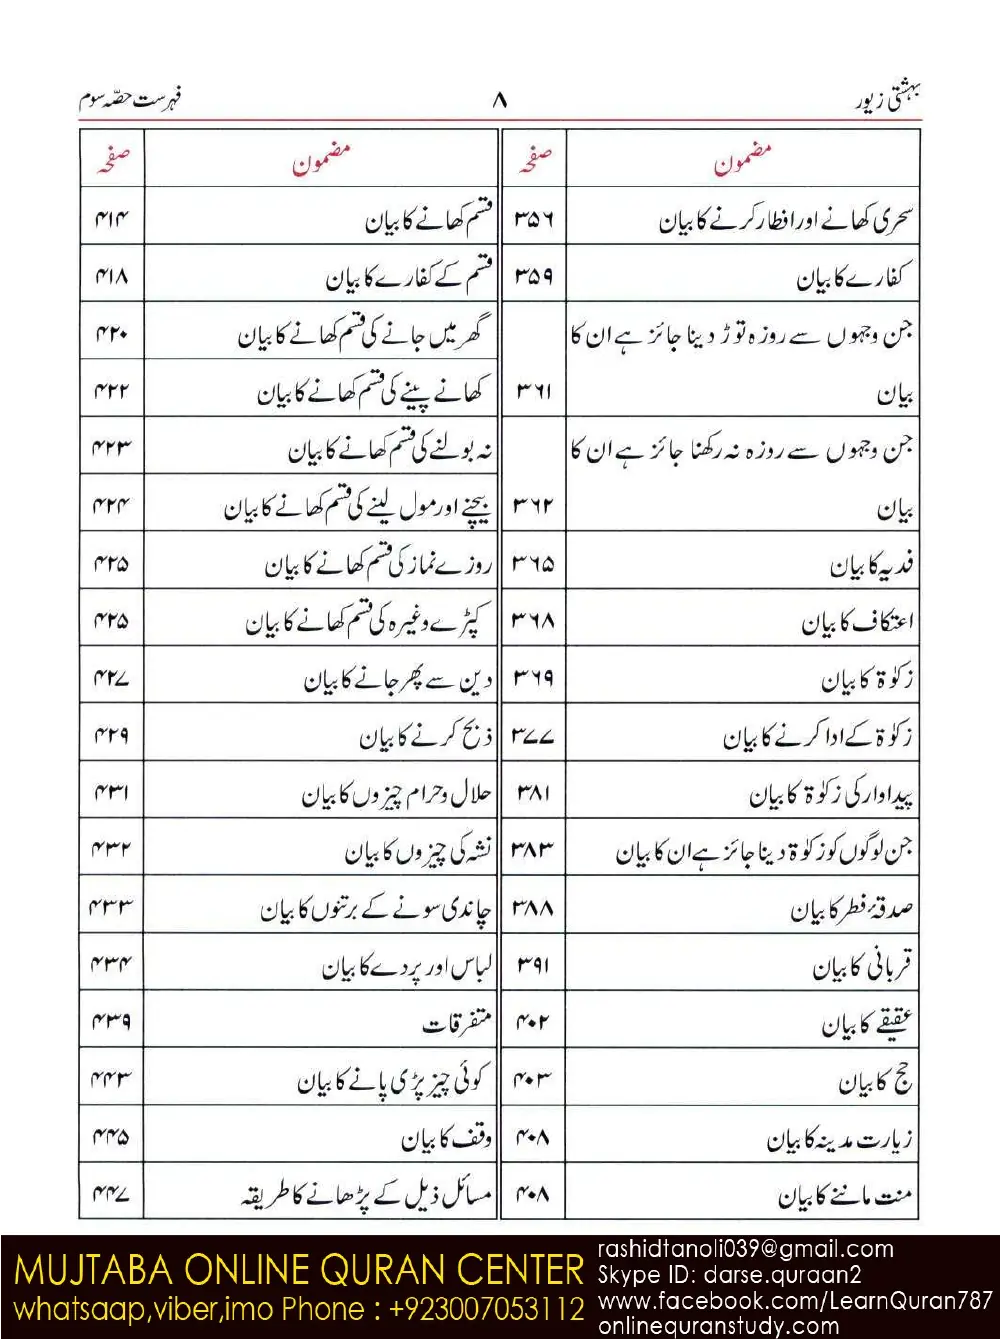 بہشتی زیور ۸ فہرست حصّہ سوم
مضمون صفحہ
سحری کھانے اور افطار کرنے کا بیان ۳۵۶
کفارے کا بیان ۳۵۹
جن وجہوں سے روزہ توڑ دینا جائز ہے ان کا
بیان ۳۶۱
جن وجہوں سے روزہ نہ رکھنا جائز ہے ان کا
بیان ۳۶۲
فدیہ کا بیان ۳۶۵
اعتکاف کا بیان ۳۶۸
زکوٰۃ کا بیان ۳۶۹
زکوٰۃ کے ادا کرنے کا بیان ۳۷۷
پیداوار کی زکوٰۃ کا بیان ۳۸۱
جن لوگوں کو زکوٰۃ دینا جائز ہے ان کا بیان ۳۸۳
صدقۂ فطر کا بیان ۳۸۸
قربانی کا بیان ۳۹۱
عقیقے کا بیان ۴۰۲
حج کا بیان ۴۰۳
زیارت مدینہ کا بیان ۴۰۸
منت ماننے کا بیان ۴۰۸
مضمون صفحہ
قسم کھانے کا بیان ۴۱۴
قسم کے کفارے کا بیان ۴۱۸
گھر میں جانے کی قسم کھانے کا بیان ۴۲۰
کھانے پینے کی قسم کھانے کا بیان ۴۲۲
نہ بولنے کی قسم کھانے کا بیان ۴۲۳
بیچنے اور مول لینے کی قسم کھانے کا بیان ۴۲۴
روزے نماز کی قسم کھانے کا بیان ۴۲۵
کپڑے وغیرہ کی قسم کھانے کا بیان ۴۲۵
دین سے پھر جانے کا بیان ۴۲۷
ذبح کرنے کا بیان ۴۲۹
حلال و حرام چیزوں کا بیان ۴۳۱
نشہ کی چیزوں کا بیان ۴۳۲
چاندی سونے کے برتنوں کا بیان ۴۳۳
لباس اور پردے کا بیان ۴۳۴
متفرقات ۴۳۹
کوئی چیز پڑی پانے کا بیان ۴۴۳
وقف کا بیان ۴۴۵
مسائل ذیل کے پڑھانے کا طریقہ ۴۴۷
MUJTABA ONLINE QURAN CENTER
whatsaap,viber,imo Phone : +923007053112
rashidtanoli039@gmail.com
Skype ID: darse.quraan2
www.facebook.com/LearnQuran787
onlinequranstudy.com